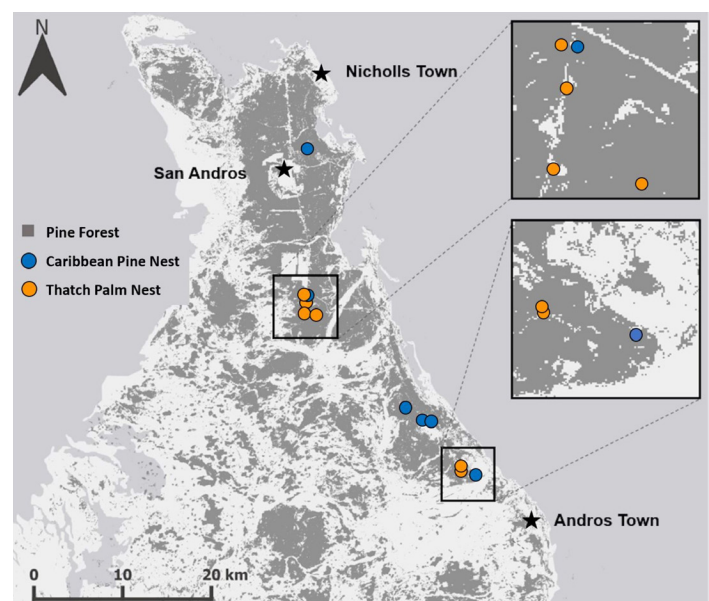 N
Nicholls Town
San Andros
Pine Forest
Caribbean Pine Nest
Thatch Palm Nest
Andros Town
0 10 20 km